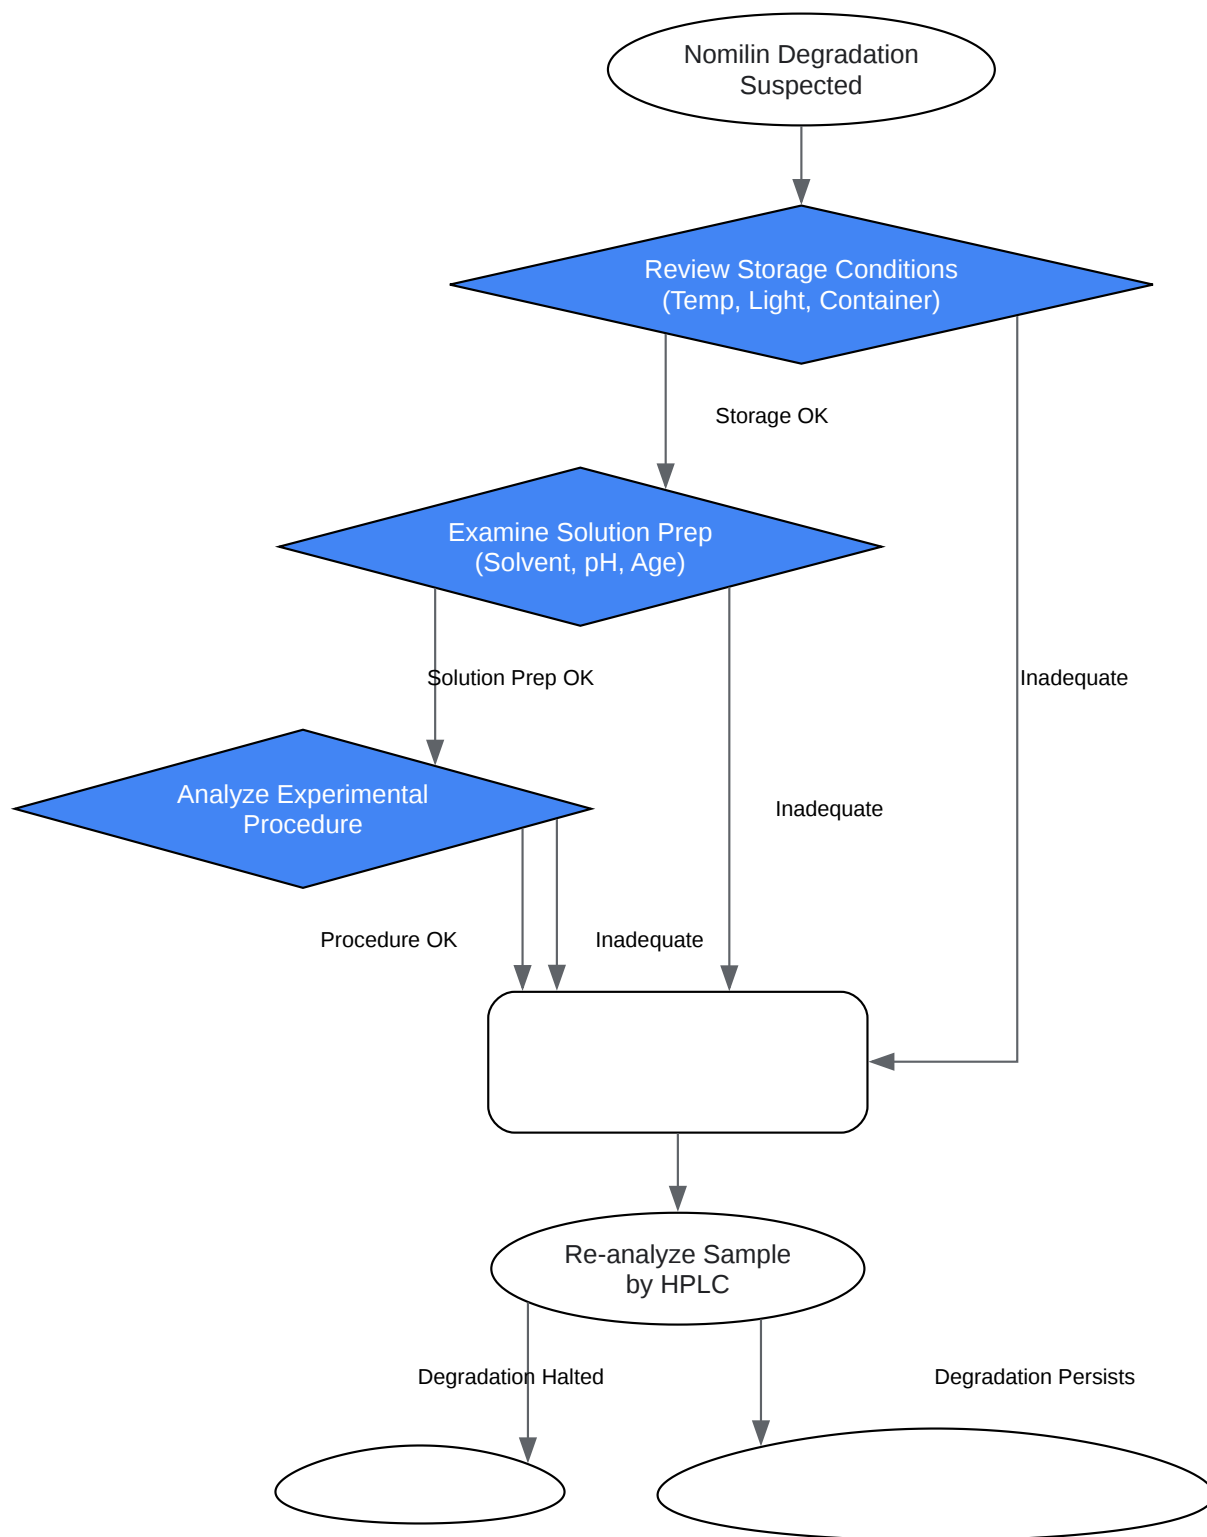 Nomilin Degradation
Suspected
Review Storage Conditions
(Temp, Light, Container)
Storage OK
Examine Solution Prep
(Solvent, pH, Age)
Solution Prep OK
Inadequate
Analyze Experimental
Procedure
Inadequate
Procedure OK
Inadequate
Re-analyze Sample
by HPLC
Degradation Halted
Degradation Persists